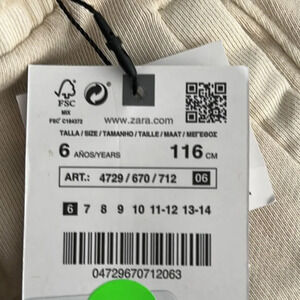 FSC
www.zara.com
MIX
FSC® C184372
TALLA / SIZE / TAMANHO / TAILLE / MAAT / ΜΕΓΕΘΟΣ
6 AÑOS/YEARS 116 CM
ART.: 4729 / 670 / 712 06
6 7 8 9 10 11-12 13-14
04729670712063